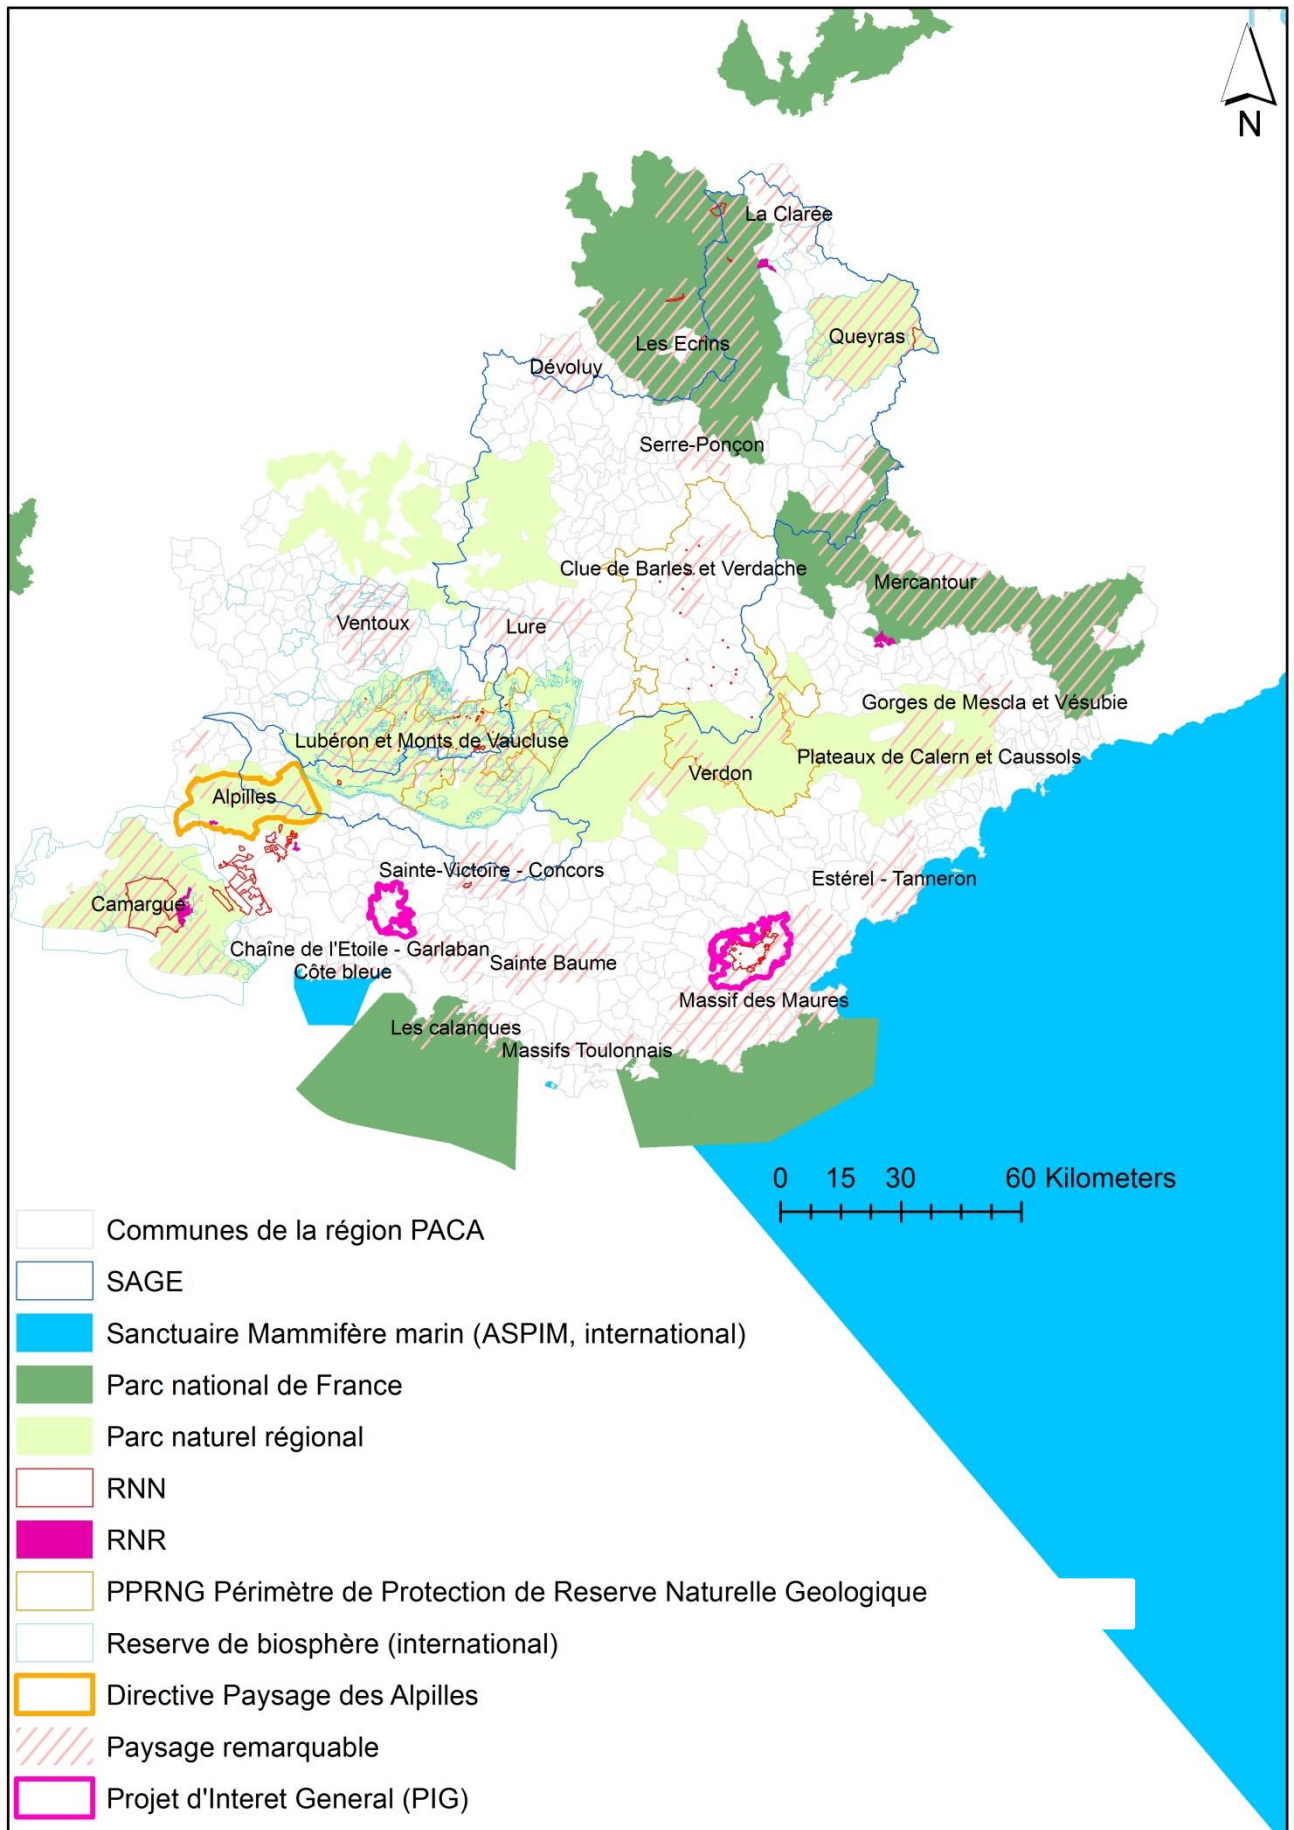 N
La Clarée
Queyras
Les Ecrins
Dévoluy
Serre-Ponçon
Clue de Barles et Verdache
Mercantour
Ventoux
Lure
Gorges de Mescla et Vésubie
Lubéron et Monts de Vaucluse
Plateaux de Calern et Caussols
Verdon
Alpilles
Sainte-Victoire - Concors
Estérel - Tanneron
Camargue
Chaîne de l'Etoile - Garlaban
Côte bleue
Sainte Baume
Massif des Maures
Les calanques
Massifs Toulonnais
0 15 30 60 Kilometers
Communes de la région PACA
SAGE
Sanctuaire Mammifère marin (ASPIM, international)
Parc national de France
Parc naturel régional
RNN
RNR
PPRNG Périmètre de Protection de Reserve Naturelle Geologique
Reserve de biosphère (international)
Directive Paysage des Alpilles
Paysage remarquable
Projet d'Interet General (PIG)